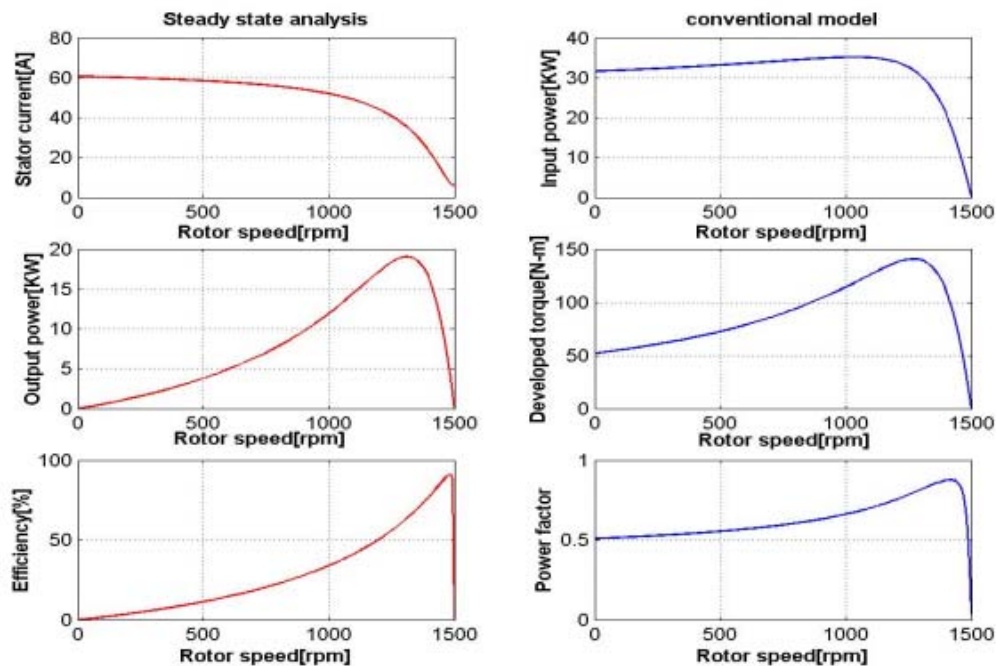 Steady state analysis
Stator current[A]
80
60
40
20
0
0 500 1000 1500
Rotor speed[rpm]
conventional model
Input power[KW]
40
30
20
10
0
0 500 1000 1500
Rotor speed[rpm]
Output power[KW]
20
15
10
5
0
0 500 1000 1500
Rotor speed[rpm]
Developed torque[N-m]
150
100
50
0
0 500 1000 1500
Rotor speed[rpm]
Efficiency[%]
100
50
0
0 500 1000 1500
Rotor speed[rpm]
Power factor
1
0.5
0
0 500 1000 1500
Rotor speed[rpm]